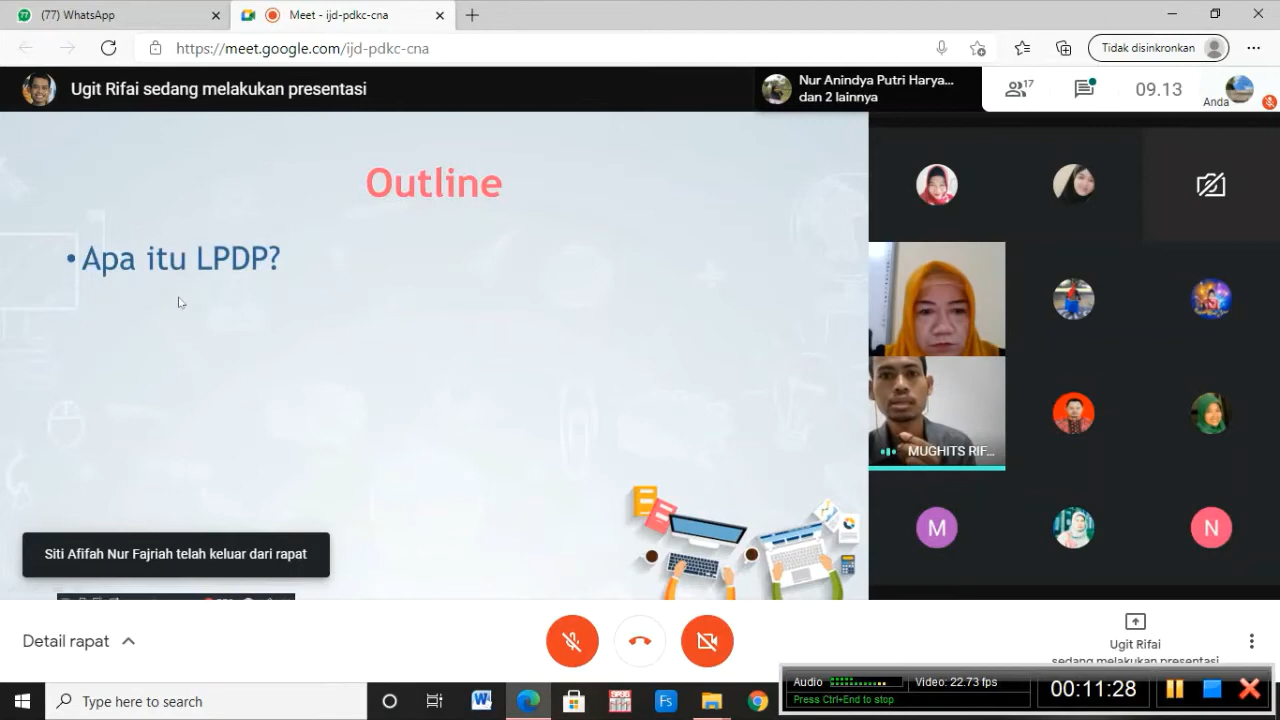 (77) WhatsApp
Meet - ijd-pdkc-cna
https://meet.google.com/ijd-pdkc-cna
Tidak disinkronkan
Ugit Rifai sedang melakukan presentasi
Nur Anindya Putri Harya...
dan 2 lainnya
17
09.13
Anda
Outline
• Apa itu LPDP?
MUGHITS RIF...
M
N
Siti Afifah Nur Fajriah telah keluar dari rapat
Detail rapat
Ugit Rifai
sedang melakukan presentasi
Audio
Video: 22.73 fps
Press Ctrl+End to stop
00:11:28
Type here to search
W
Fs